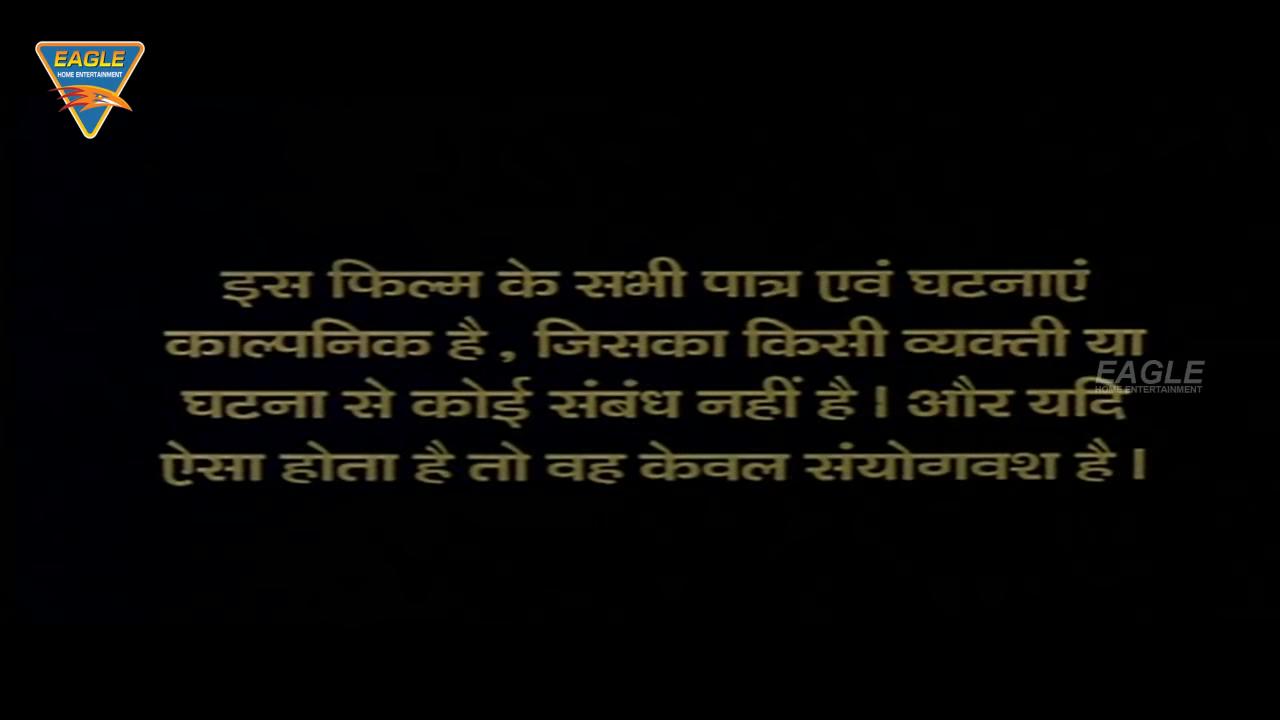 EAGLE
HOME ENTERTAINMENT
इस फिल्म के सभी पात्र एवं घटनाएं
काल्पनिक है , जिसका किसी व्यक्ती या
घटना से कोई संबंध नहीं है । और यदि
ऐसा होता है तो वह केवल संयोगवश है ।
EAGLE
HOME ENTERTAINMENT